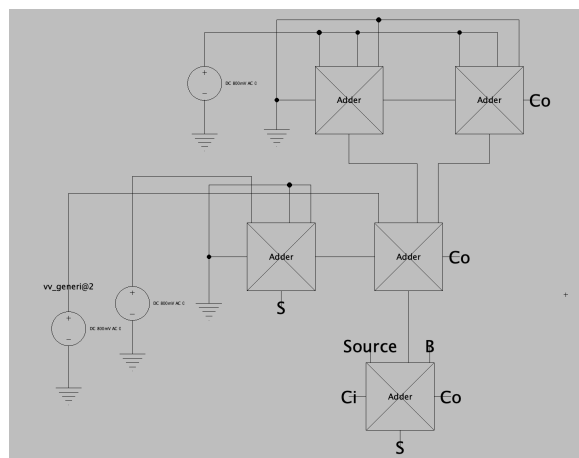 DC 800mV AC 0
Adder
Adder
Co
Adder
Adder
Co
vv_generi@2
DC 800mV AC 0
DC 800mV AC 0
S
Source
B
Ci
Adder
Co
S